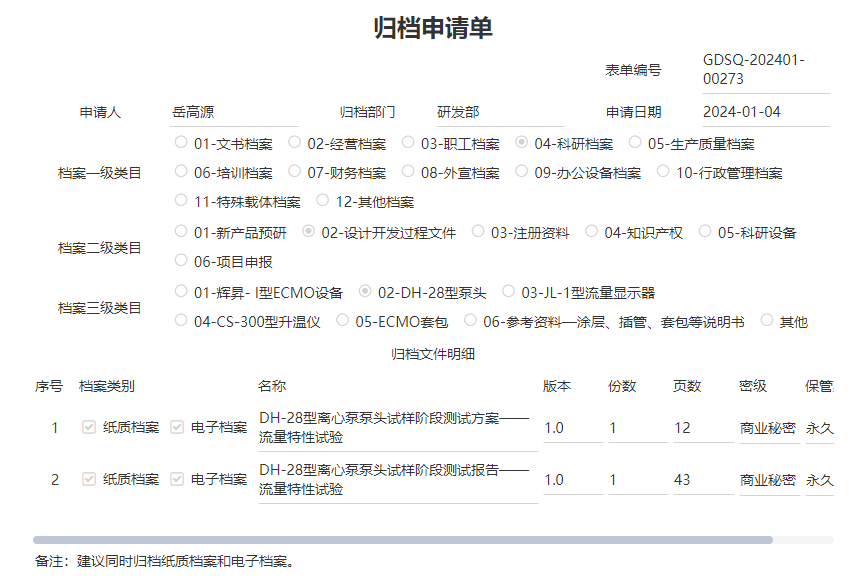 归档申请单
表单编号 GDSQ-202401-
00273
申请人 岳高源 归档部门 研发部 申请日期 2024-01-04
档案一级类目
01-文书档案 02-经营档案 03-职工档案 04-科研档案 05-生产质量档案
06-培训档案 07-财务档案 08-外宣档案 09-办公设备档案 10-行政管理档案
11-特殊载体档案 12-其他档案
档案二级类目
01-新产品预研 02-设计开发过程文件 03-注册资料 04-知识产权 05-科研设备
06-项目申报
档案三级类目
01-辉昇- I型ECMO设备 02-DH-28型泵头 03-JL-1型流量显示器
04-CS-300型升温仪 05-ECMO套包 06-参考资料—涂层、插管、套包等说明书 其他
归档文件明细
序号 档案类别 名称 版本 份数 页数 密级 保管
1 纸质档案 电子档案 DH-28型离心泵泵头试样阶段测试方案——
流量特性试验 1.0 1 12 商业秘密 永久
2 纸质档案 电子档案 DH-28型离心泵泵头试样阶段测试报告——
流量特性试验 1.0 1 43 商业秘密 永久
备注：建议同时归档纸质档案和电子档案。